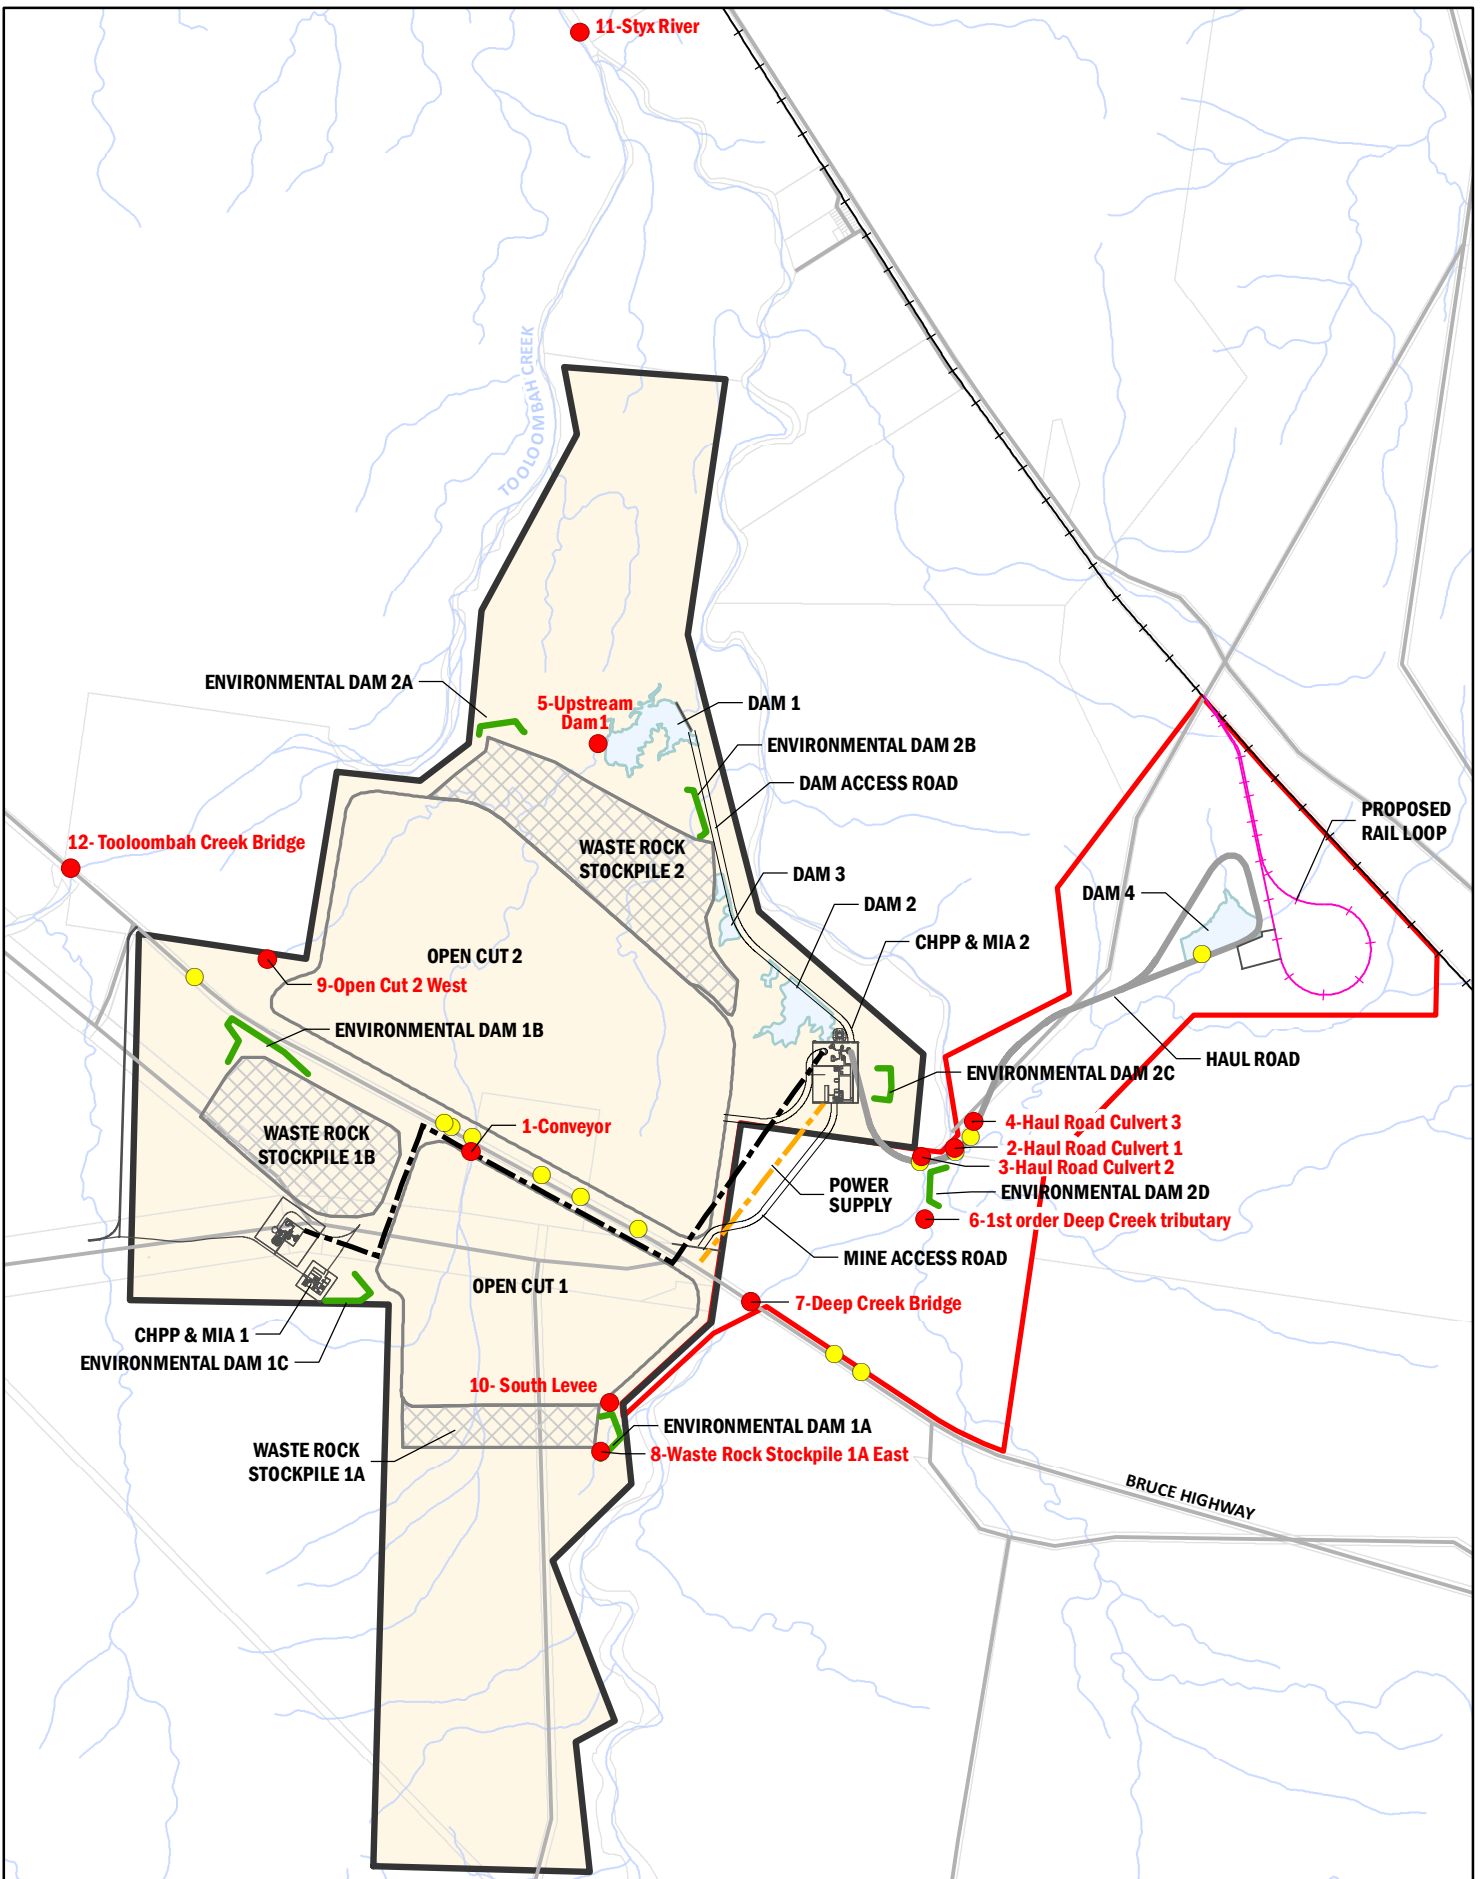 11-Styx River
TOOLOOMBAH CREEK
ENVIRONMENTAL DAM 2A
5-Upstream
Dam1
DAM 1
ENVIRONMENTAL DAM 2B
DAM ACCESS ROAD
PROPOSED
RAIL LOOP
12- Tooloombah Creek Bridge
WASTE ROCK
STOCKPILE 2
DAM 3
DAM 4
DAM 2
CHPP & MIA 2
OPEN CUT 2
9-Open Cut 2 West
ENVIRONMENTAL DAM 1B
HAUL ROAD
ENVIRONMENTAL DAM 2C
4-Haul Road Culvert 3
1-Conveyor
WASTE ROCK
STOCKPILE 1B
2-Haul Road Culvert 1
3-Haul Road Culvert 2
POWER
SUPPLY
ENVIRONMENTAL DAM 2D
6-1st order Deep Creek tributary
MINE ACCESS ROAD
OPEN CUT 1
7-Deep Creek Bridge
CHPP & MIA 1
ENVIRONMENTAL DAM 1C
10- South Levee
ENVIRONMENTAL DAM 1A
WASTE ROCK
STOCKPILE 1A
8-Waste Rock Stockpile 1A East
BRUCE HIGHWAY